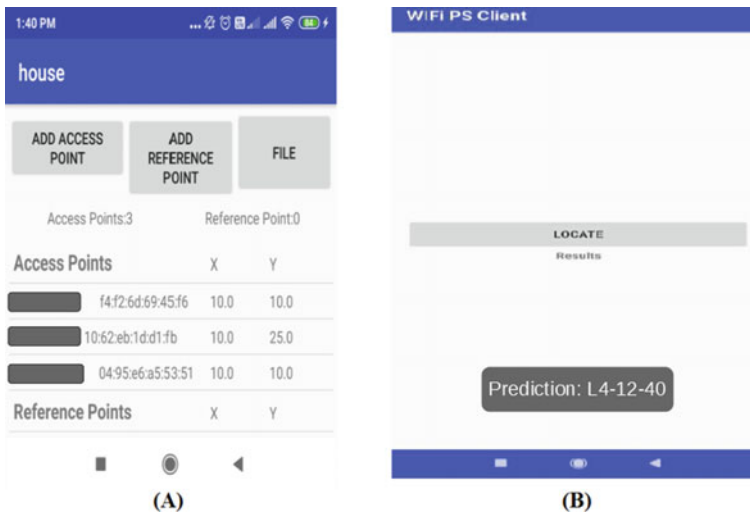 1:40 PM ... 84
house
ADD ACCESS
POINT
ADD
REFERENCE
POINT
FILE
Access Points:3 Reference Point:0
Access Points X Y
f4:f2:6d:69:45:f6 10.0 10.0
10:62:eb:1d:d1:fb 10.0 25.0
04:95:e6:a5:53:51 10.0 10.0
Reference Points X Y
(A)
WiFi PS Client
LOCATE
Results
Prediction: L4-12-40
(B)